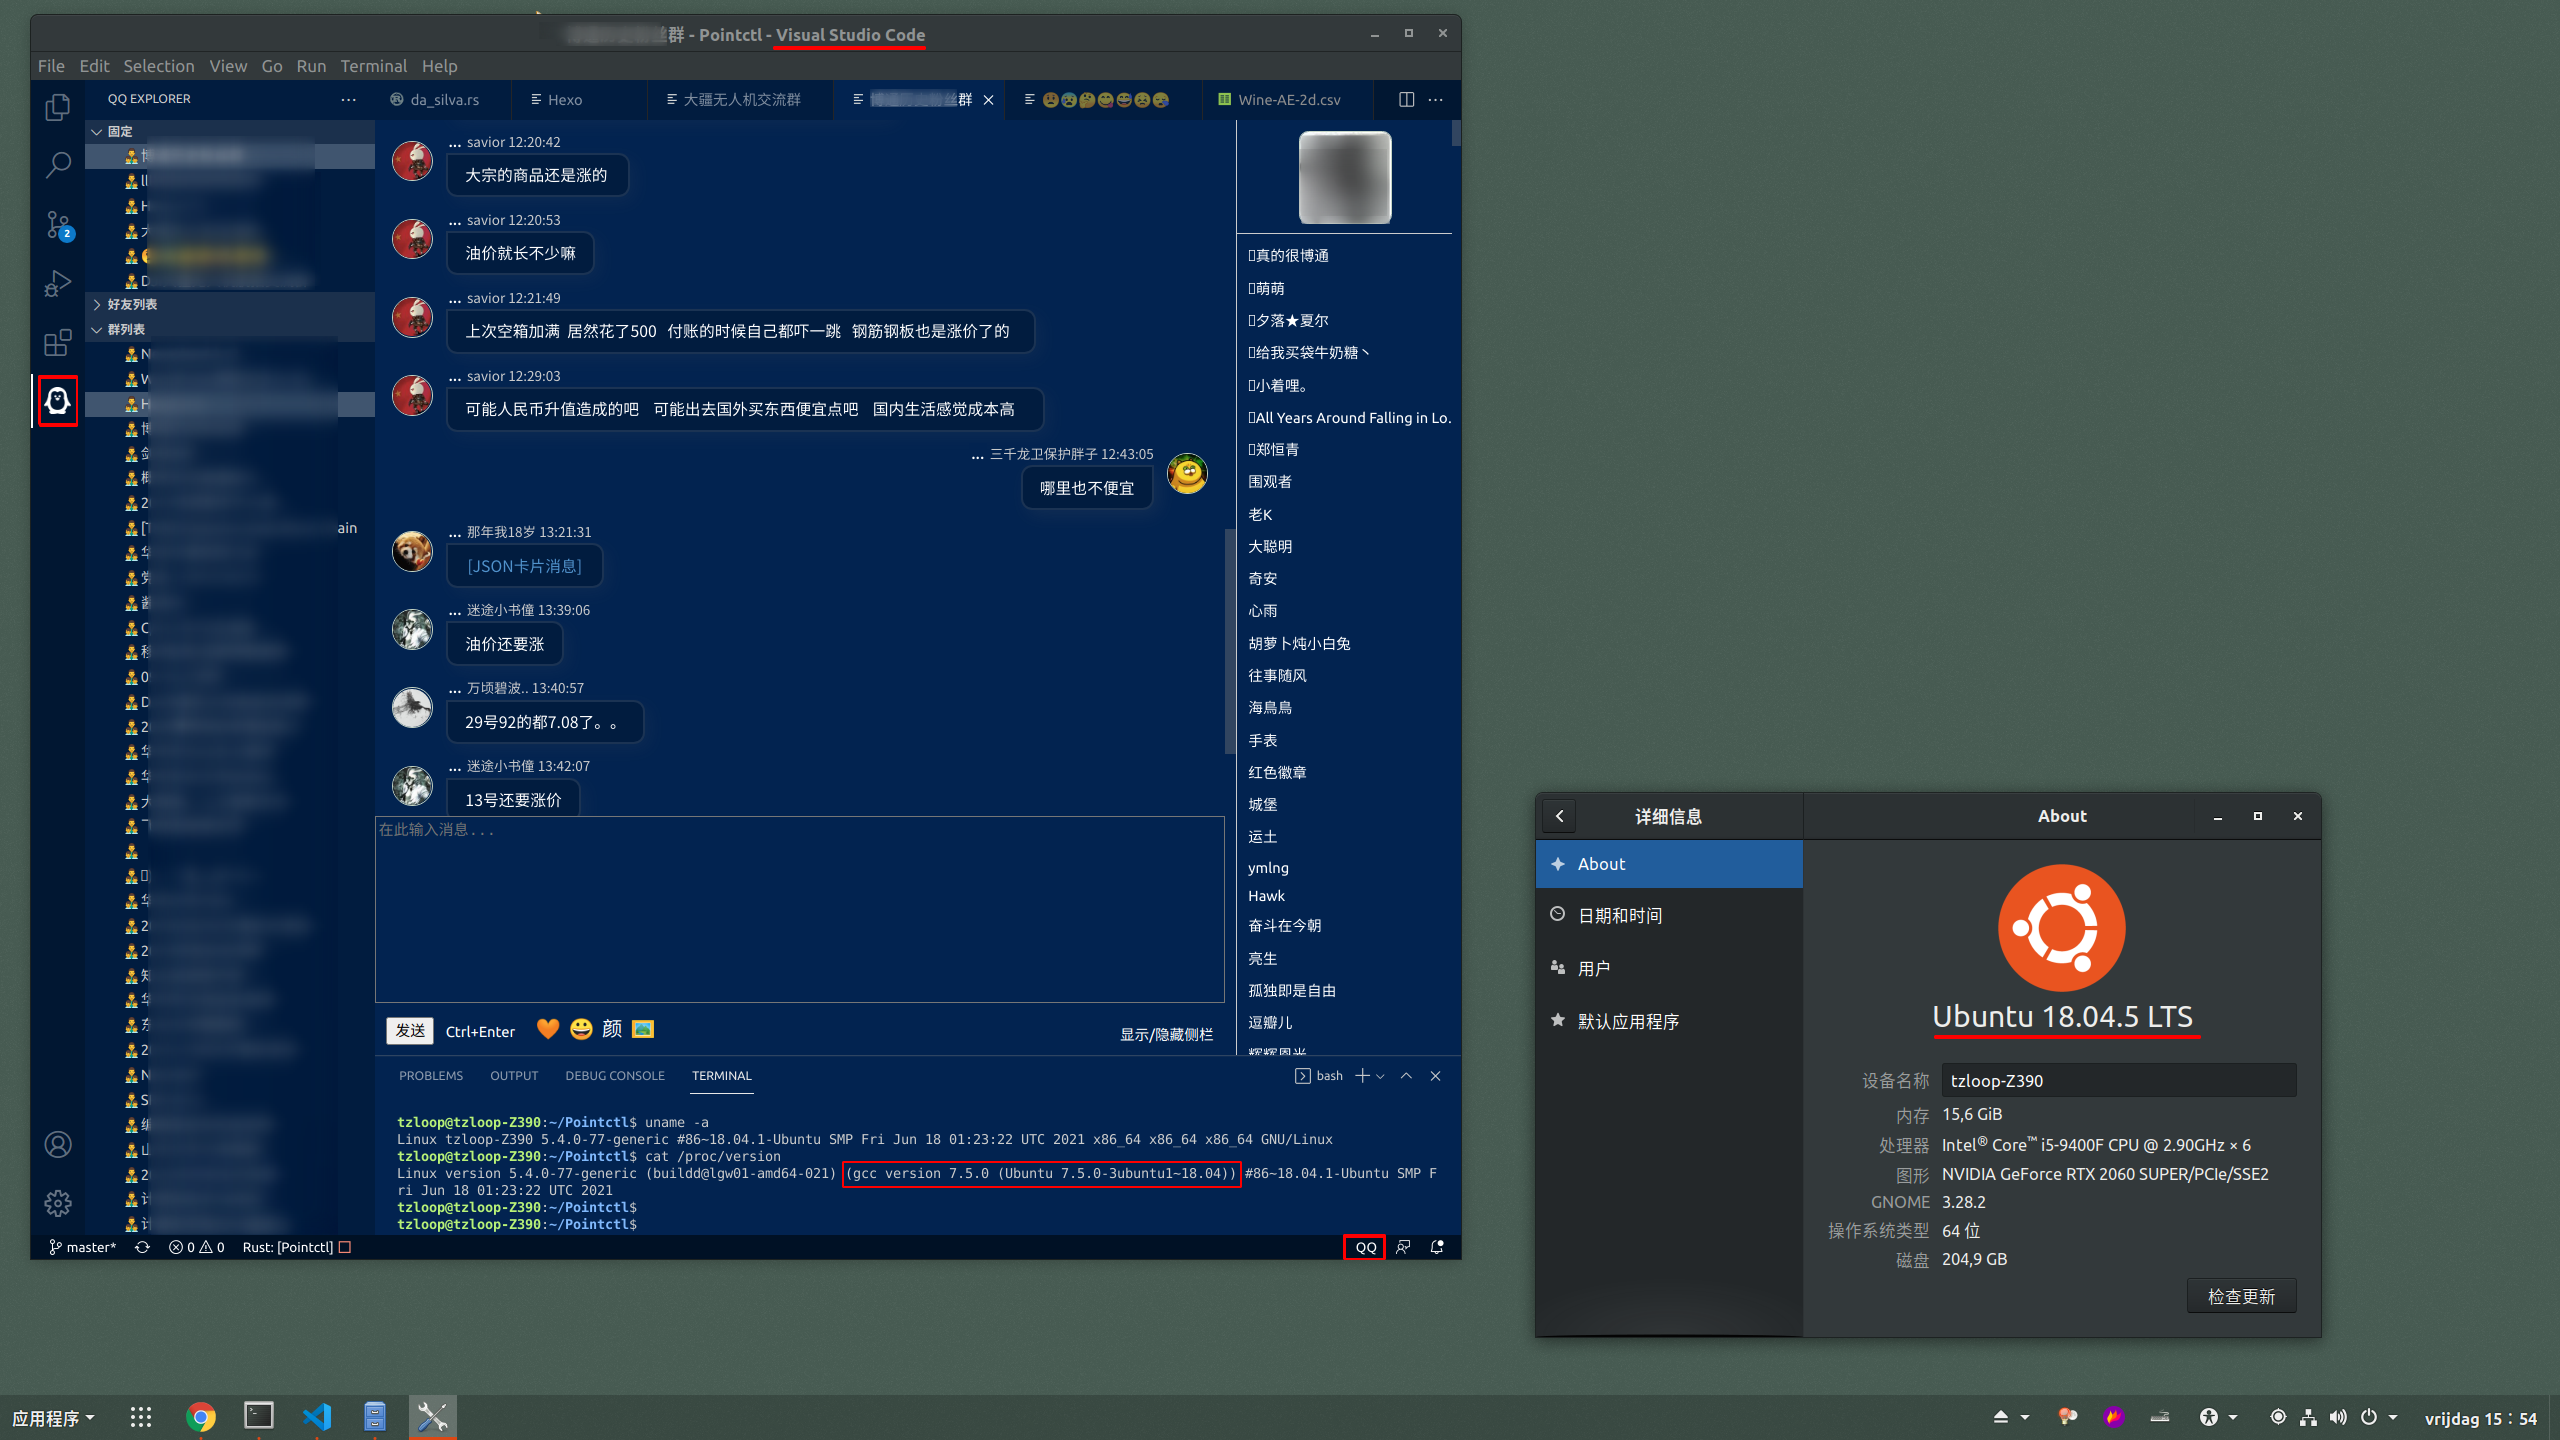 群 - Pointctl - Visual Studio Code
File Edit Selection View Go Run Terminal Help
QQ EXPLORER
da_silva.rs
Hexo
大疆无人机交流群
群
Wine-AE-2d.csv
固定
好友列表
群列表
ain
... savior 12:20:42
大宗的商品还是涨的
... savior 12:20:53
油价就长不少嘛
... savior 12:21:49
上次空箱加满 居然花了500 付账的时候自己都吓一跳 钢筋钢板也是涨价了的
... savior 12:29:03
可能人民币升值造成的吧 可能出去国外买东西便宜点吧 国内生活感觉成本高
... 三千龙卫保护胖子 12:43:05
哪里也不便宜
... 那年我18岁 13:21:31
[JSON卡片消息]
... 迷途小书僮 13:39:06
油价还要涨
... 万顷碧波.. 13:40:57
29号92的都7.08了。。
... 迷途小书僮 13:42:07
13号还要涨价
在此输入消息...
发送 Ctrl+Enter 🧡 😀 颜
显示/隐藏侧栏
真的很博通
萌萌
夕落★夏尔
给我买袋牛奶糖丶
小着哩。
All Years Around Falling in Lo.
郑恒青
围观者
老K
大聪明
奇安
心雨
胡萝卜炖小白兔
往事随风
海鳥鳥
手表
红色徽章
城堡
运土
ymlng
Hawk
奋斗在今朝
亮生
孤独即是自由
逗瓣儿
PROBLEMS OUTPUT DEBUG CONSOLE TERMINAL
bash
tzloop@tzloop-Z390:~/Pointctl$ uname -a
Linux tzloop-Z390 5.4.0-77-generic #86~18.04.1-Ubuntu SMP Fri Jun 18 01:23:22 UTC 2021 x86_64 x86_64 x86_64 GNU/Linux
tzloop@tzloop-Z390:~/Pointctl$ cat /proc/version
Linux version 5.4.0-77-generic (buildd@lgw01-amd64-021) (gcc version 7.5.0 (Ubuntu 7.5.0-3ubuntu1~18.04)) #86~18.04.1-Ubuntu SMP F
ri Jun 18 01:23:22 UTC 2021
tzloop@tzloop-Z390:~/Pointctl$
tzloop@tzloop-Z390:~/Pointctl$
2
master* 0 0 Rust: [Pointctl]
QQ
详细信息
About
About
日期和时间
用户
默认应用程序
Ubuntu 18.04.5 LTS
设备名称 tzloop-Z390
内存 15,6 GiB
处理器 Intel® Core™ i5-9400F CPU @ 2.90GHz × 6
图形 NVIDIA GeForce RTX 2060 SUPER/PCIe/SSE2
GNOME 3.28.2
操作系统类型 64 位
磁盘 204,9 GB
检查更新
应用程序
vrijdag 15：54